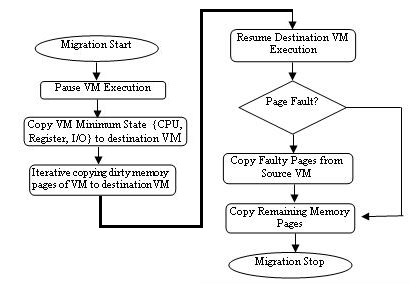 Migration Start
Pause VM Execution
Copy VM Minimum State {CPU,
Register, I/O} to destination VM
Iterative copying dirty memory
pages of VM to destination VM
Resume Destination VM
Execution
Page Fault?
Copy Faulty Pages from
Source VM
Copy Remaining Memory
Pages
Migration Stop